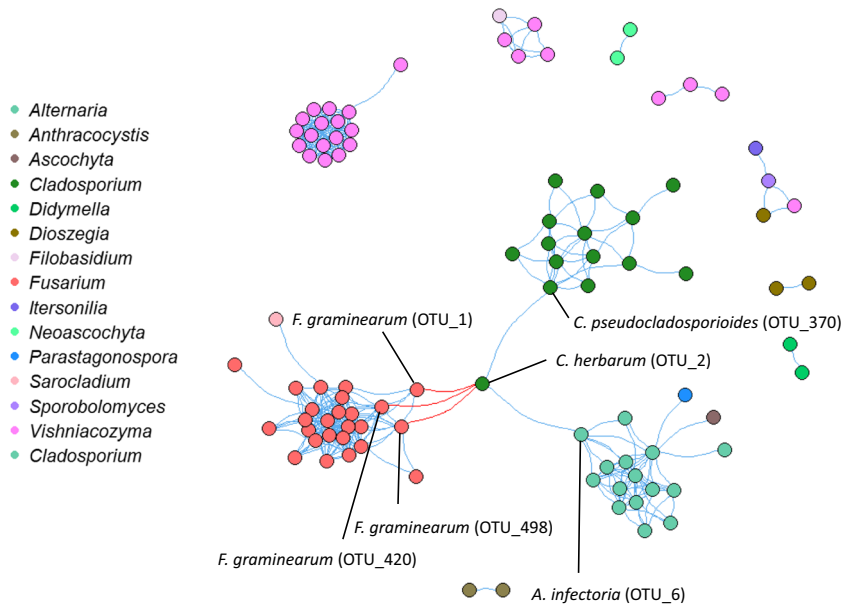 Alternaria
Anthracocystis
Ascochyta
Cladosporium
Didymella
Dioszegia
Filobasidium
Fusarium
Itersonilia
Neoascochyta
Parastagonospora
Sarocladium
Sporobolomyces
Vishniacozyma
Cladosporium
F. graminearum (OTU_1)
C. pseudocladosporioides (OTU_370)
C. herbarum (OTU_2)
F. graminearum (OTU_498)
F. graminearum (OTU_420)
A. infectoria (OTU_6)